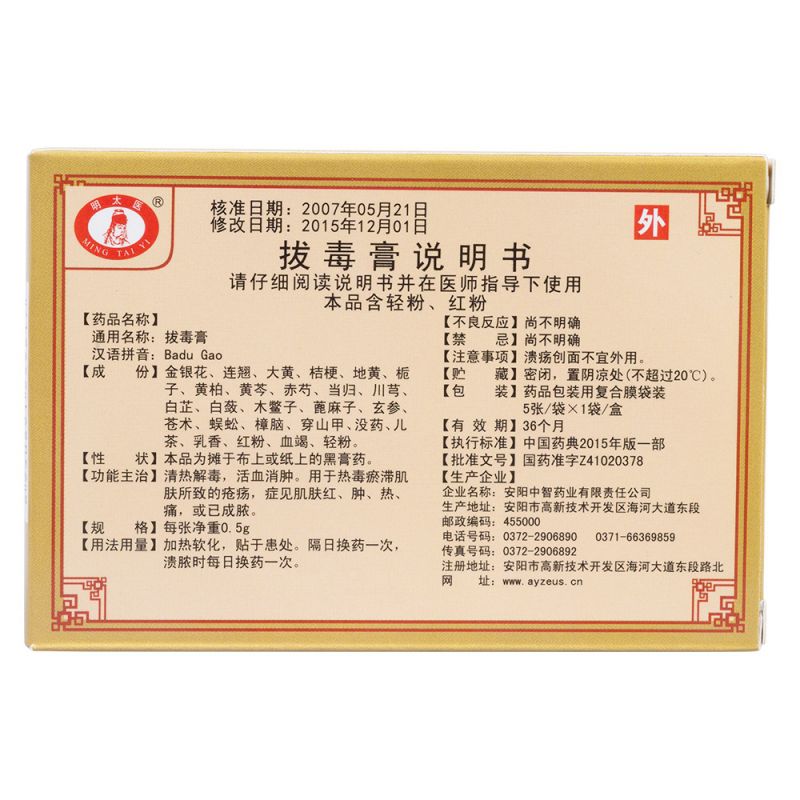 明太医
®
MING TAI YI
核准日期：2007年05月21日
修改日期：2015年12月01日
外
拔毒膏说明书
请仔细阅读说明书并在医师指导下使用
本品含轻粉、红粉
【药品名称】
通用名称：拔毒膏
汉语拼音：Badu Gao
【成　份】金银花、连翘、大黄、桔梗、地黄、栀
子、黄柏、黄芩、赤芍、当归、川芎、
白芷、白蔹、木鳖子、蓖麻子、玄参、
苍术、蜈蚣、樟脑、穿山甲、没药、儿
茶、乳香、红粉、血竭、轻粉。
【性　状】本品为摊于布上或纸上的黑膏药。
【功能主治】清热解毒，活血消肿。用于热毒瘀滞肌
肤所致的疮疡，症见肌肤红、肿、热、
痛，或已成脓。
【规　格】每张净重0.5g
【用法用量】加热软化，贴于患处。隔日换药一次，
溃脓时每日换药一次。
【不良反应】尚不明确
【禁　忌】尚不明确
【注意事项】溃疡创面不宜外用。
【贮　藏】密闭，置阴凉处(不超过20℃)。
【包　装】药品包装用复合膜袋装
5张/袋×1袋/盒
【有 效 期】36个月
【执行标准】中国药典2015年版一部
【批准文号】国药准字Z41020378
【生产企业】
企业名称：安阳中智药业有限责任公司
生产地址：安阳市高新技术开发区海河大道东段
邮政编码：455000
电话号码：0372-2906890　0371-66369859
传真号码：0372-2906892
注册地址：安阳市高新技术开发区海河大道东段路北
网　址：www.ayzeus.cn